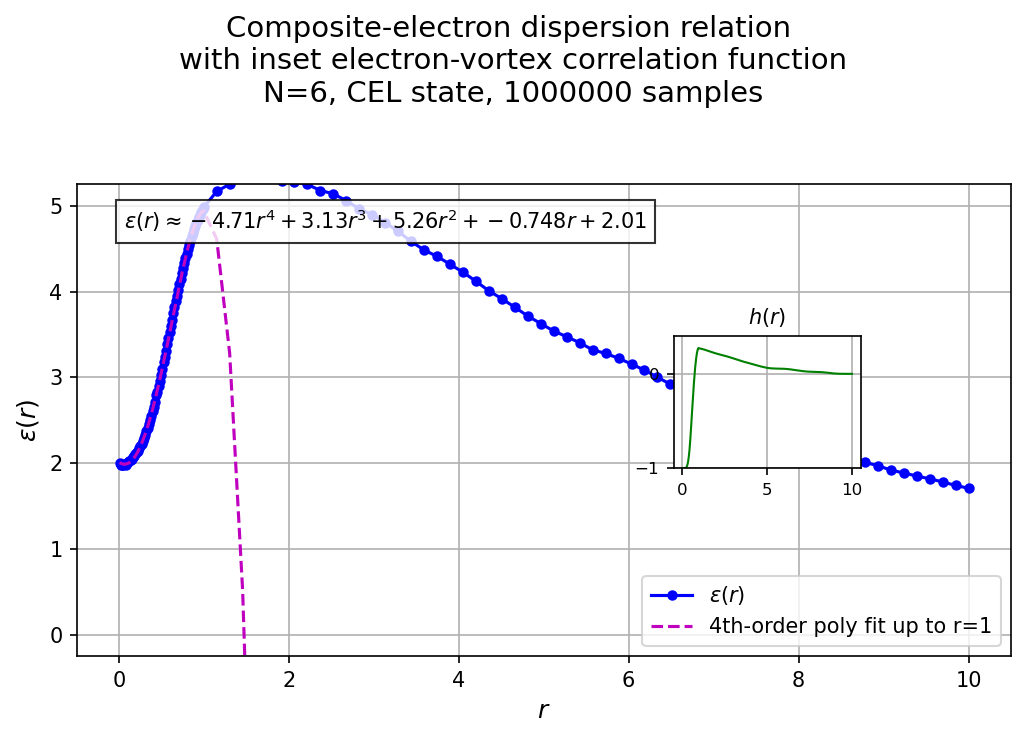 Composite-electron dispersion relation
with inset electron-vortex correlation function
N=6, CEL state, 1000000 samples
ε(r) ≈ − 4.71r⁴ + 3.13r³ + 5.26r² + −0.748r + 2.01
5
4
3
2
1
0
ε(r)
h(r)
0
−1
0 5 10
ε(r)
4th-order poly fit up to r=1
0 2 4 6 8 10
r